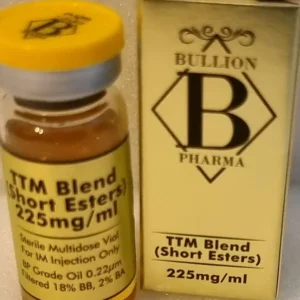 B
TTM Blend
(Short Esters)
225mg/ml
Sterile Multidose Vial
For IM Injection Only
BP Grade Oil 0.22µm
Filtered 18% BB, 2% BA
BULLION
B
PHARMA
TTM Blend
(Short Esters)
225mg/ml